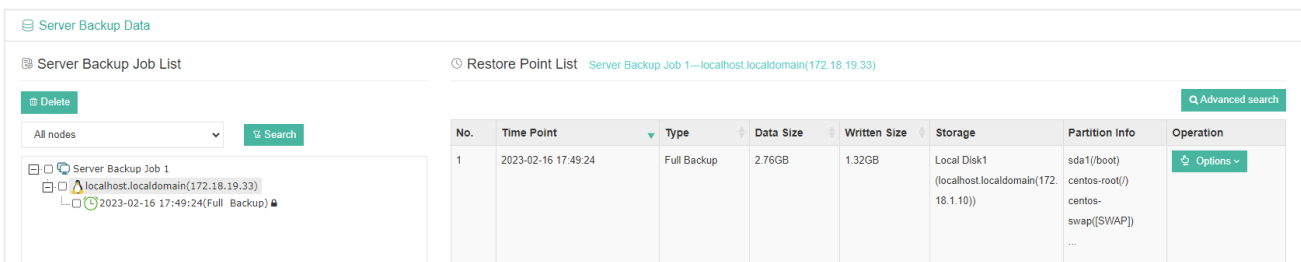 Server Backup Data
Server Backup Job List
Delete
All nodes
Search
Server Backup Job 1
localhost.localdomain(172.18.19.33)
2023-02-16 17:49:24(Full Backup)
Restore Point List Server Backup Job 1---localhost.localdomain(172.18.19.33)
Advanced search
No. Time Point Type Data Size Written Size Storage Partition Info Operation
1 2023-02-16 17:49:24 Full Backup 2.76GB 1.32GB Local Disk1 sda1(/boot) Options
(localhost.localdomain(172. centos-root(/)
18.1.10)) centos-
swap([SWAP])
...